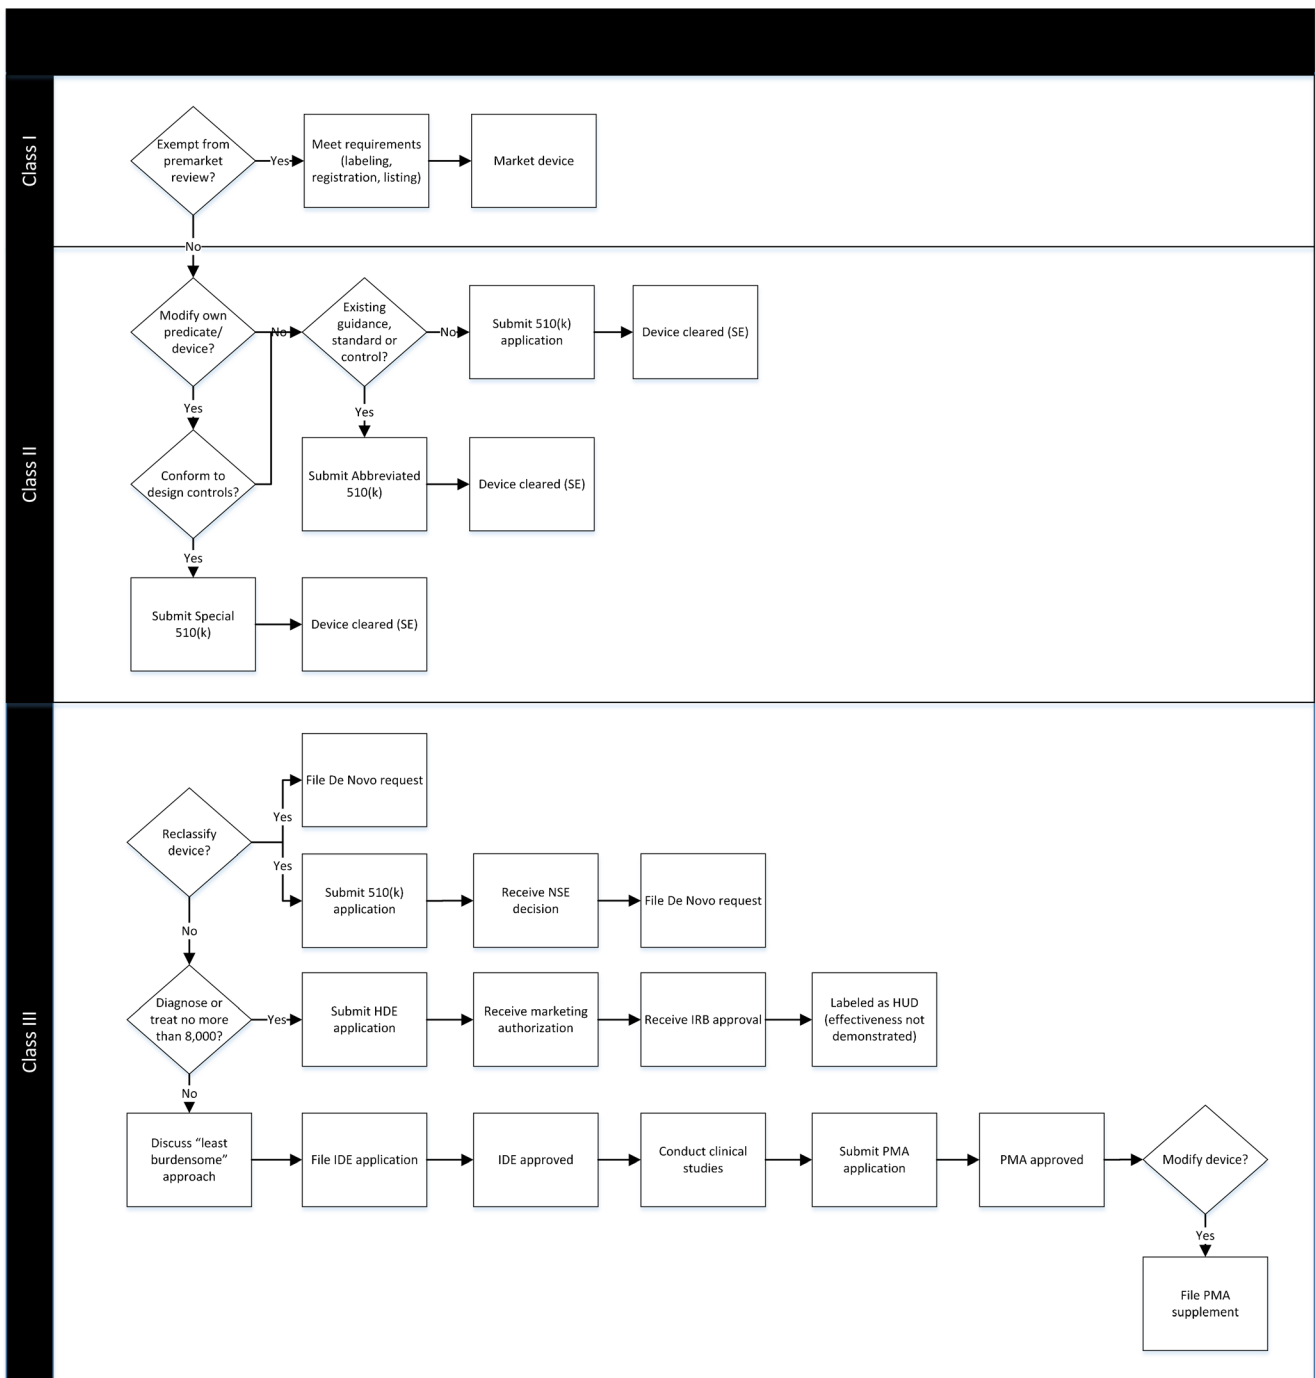 Class I
Exempt from
premarket
review?
Yes
Meet requirements
(labeling,
registration, listing)
Market device
No
Class II
Modify own
predicate/
device?
No
Existing
guidance,
standard or
control?
No
Submit 510(k)
application
Device cleared (SE)
Yes
Yes
Conform to
design controls?
Submit Abbreviated
510(k)
Device cleared (SE)
Yes
Submit Special
510(k)
Device cleared (SE)
Class III
File De Novo request
Yes
Reclassify
device?
Yes
Submit 510(k)
application
Receive NSE
decision
File De Novo request
No
Diagnose or
treat no more
than 8,000?
Yes
Submit HDE
application
Receive marketing
authorization
Receive IRB approval
Labeled as HUD
(effectiveness not
demonstrated)
No
Discuss “least
burdensome”
approach
File IDE application
IDE approved
Conduct clinical
studies
Submit PMA
application
PMA approved
Modify device?
Yes
File PMA
supplement